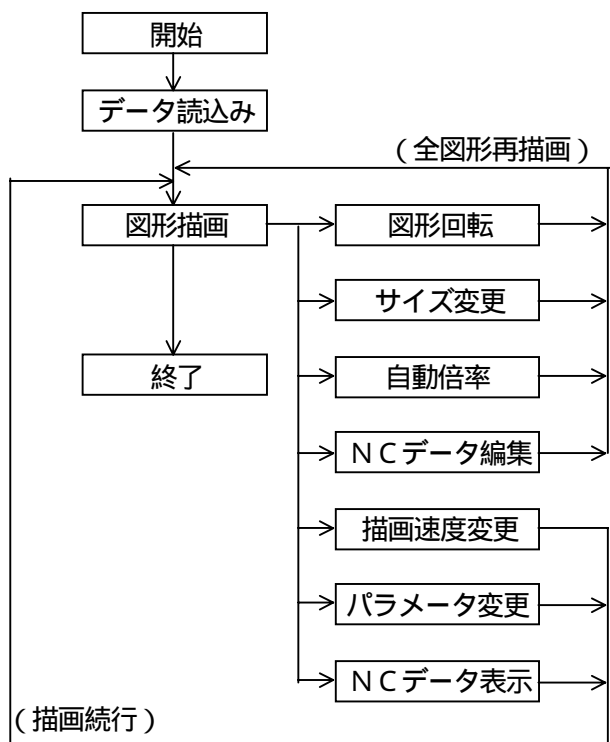 開始
データ読込み
(全図形再描画)
図形描画
図形回転
サイズ変更
終了
自動倍率
NCデータ編集
描画速度変更
パラメータ変更
NCデータ表示
(描画続行)